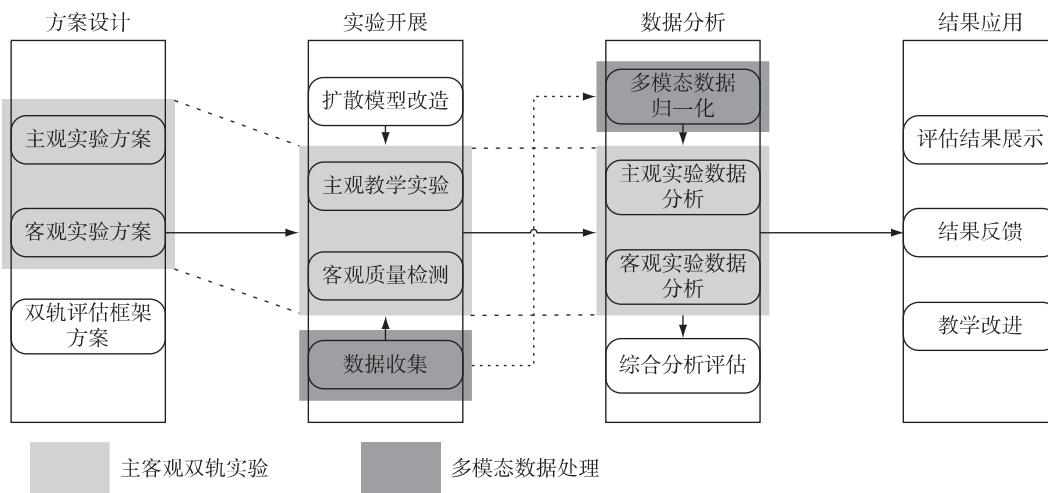 方案设计
主观实验方案
客观实验方案
双轨评估框架
方案
实验开展
扩散模型改造
主观教学实验
客观质量检测
数据收集
数据分析
多模态数据
归一化
主观实验数据
分析
客观实验数据
分析
综合分析评估
结果应用
评估结果展示
结果反馈
教学改进
主客观双轨实验
多模态数据处理